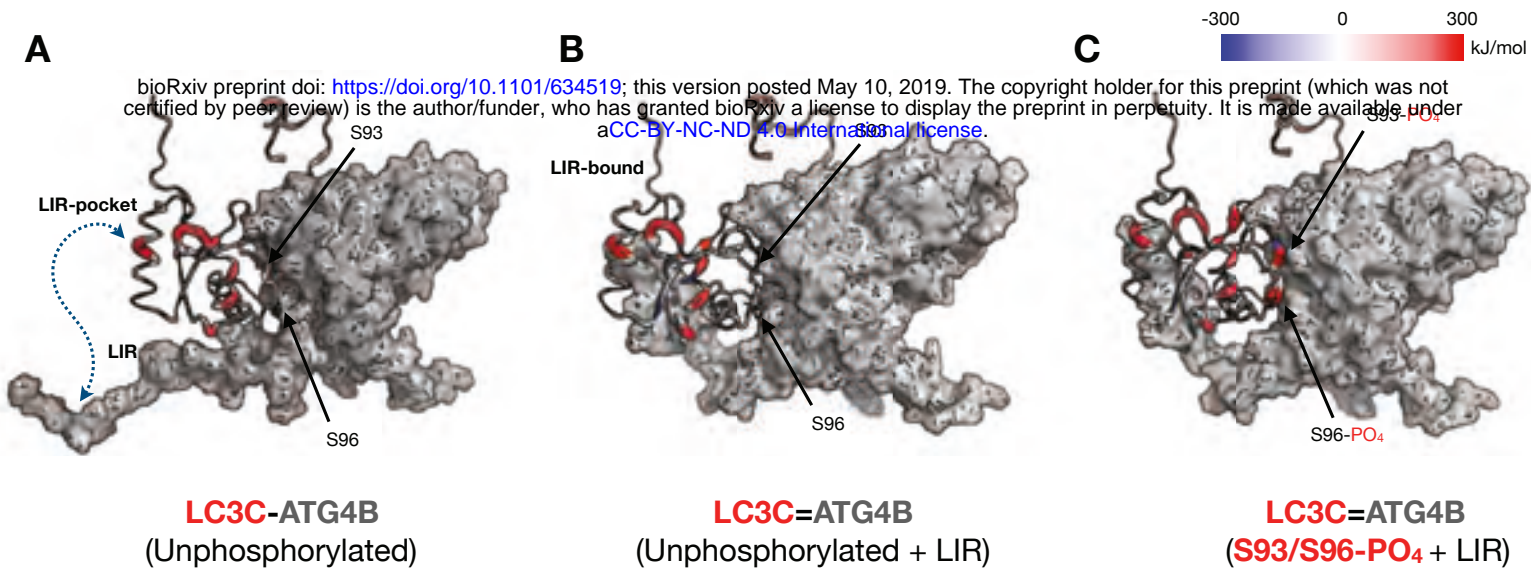 -300 0 300
kJ/mol
A B C
bioRxiv preprint doi: https://doi.org/10.1101/634519; this version posted May 10, 2019. The copyright holder for this preprint (which was not
certified by peer review) is the author/funder, who has granted bioRxiv a license to display the preprint in perpetuity. It is made available under
aCC-BY-NC-ND 4.0 International license.
S93
S93
S93-PO4
LIR-bound
LIR-pocket
LIR
S96
S96
S96-PO4
LC3C-ATG4B
(Unphosphorylated)
LC3C=ATG4B
(Unphosphorylated + LIR)
LC3C=ATG4B
(S93/S96-PO4 + LIR)